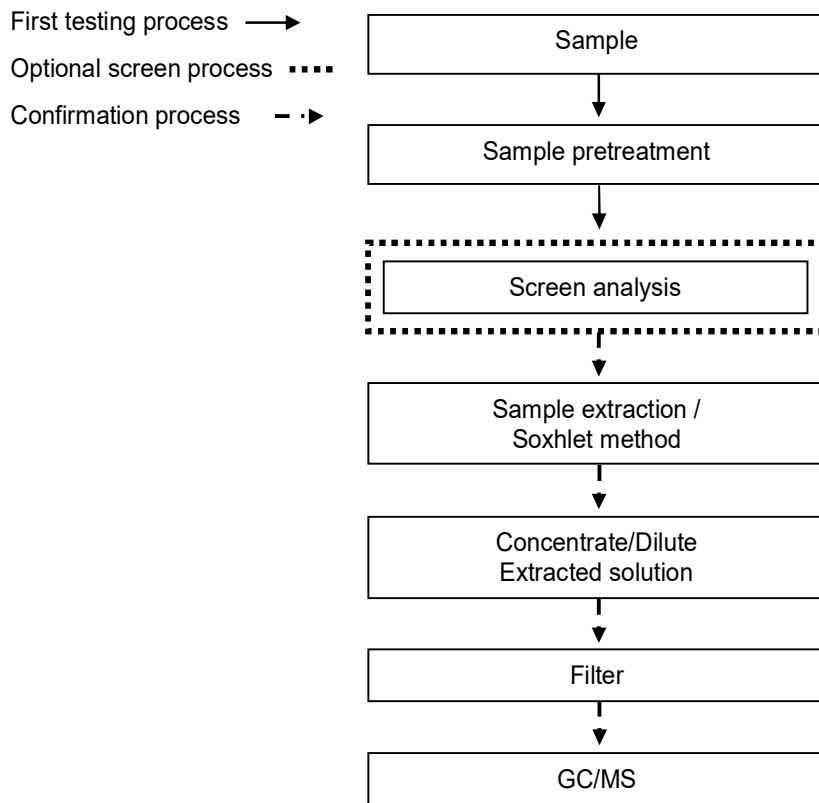 First testing process
Optional screen process
Confirmation process
Sample
Sample pretreatment
Screen analysis
Sample extraction /
Soxhlet method
Concentrate/Dilute
Extracted solution
Filter
GC/MS